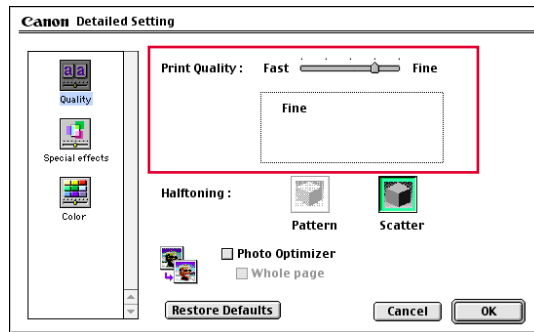 Canon Detailed Setting
Quality
Special effects
Color
Print Quality : Fast Fine
Fine
Halftoning :
Pattern Scatter
Photo Optimizer
Whole page
Restore Defaults Cancel OK